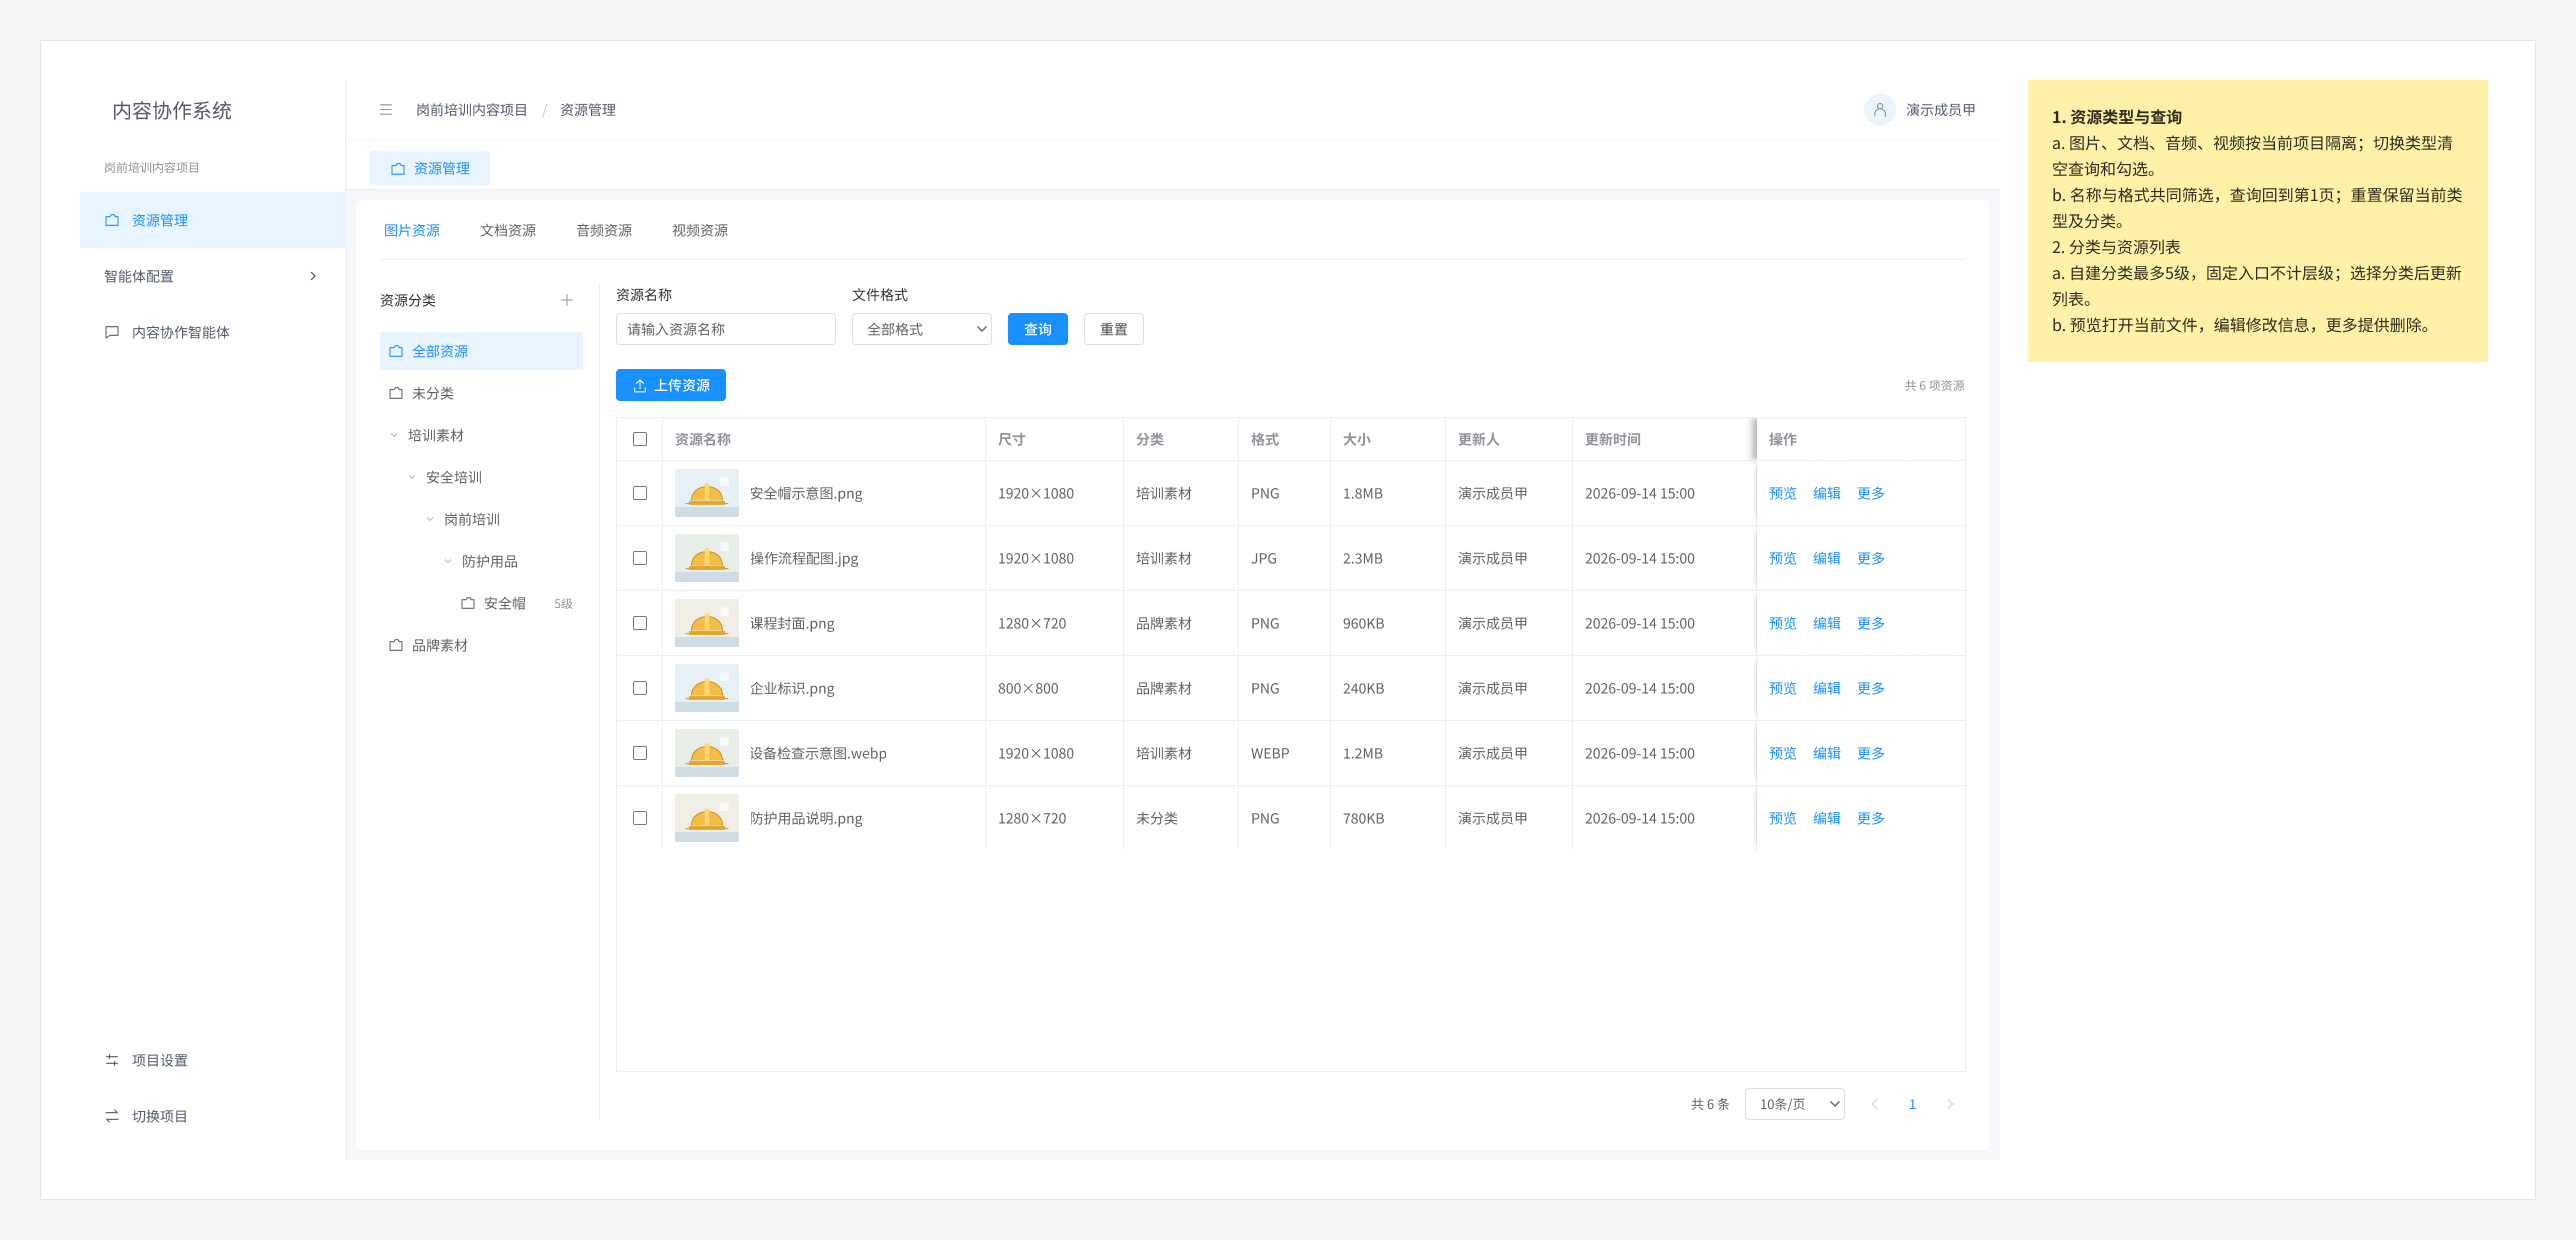 内容协作系统
岗前培训内容项目
资源管理
智能体配置
内容协作智能体
项目设置
切换项目
岗前培训内容项目 / 资源管理
演示成员甲
资源管理
图片资源 文档资源 音频资源 视频资源
资源分类
全部资源
未分类
培训素材
安全培训
岗前培训
防护用品
安全帽 5级
品牌素材
资源名称 文件格式
请输入资源名称 全部格式 查询 重置
上传资源 共 6 项资源
资源名称 尺寸 分类 格式 大小 更新人 更新时间 操作
安全帽示意图.png 1920×1080 培训素材 PNG 1.8MB 演示成员甲 2026-09-14 15:00 预览 编辑 更多
操作流程配图.jpg 1920×1080 培训素材 JPG 2.3MB 演示成员甲 2026-09-14 15:00 预览 编辑 更多
课程封面.png 1280×720 品牌素材 PNG 960KB 演示成员甲 2026-09-14 15:00 预览 编辑 更多
企业标识.png 800×800 品牌素材 PNG 240KB 演示成员甲 2026-09-14 15:00 预览 编辑 更多
设备检查示意图.webp 1920×1080 培训素材 WEBP 1.2MB 演示成员甲 2026-09-14 15:00 预览 编辑 更多
防护用品说明.png 1280×720 未分类 PNG 780KB 演示成员甲 2026-09-14 15:00 预览 编辑 更多
共 6 条 10条/页 1
1. 资源类型与查询
a. 图片、文档、音频、视频按当前项目隔离；切换类型清
空查询和勾选。
b. 名称与格式共同筛选，查询回到第1页；重置保留当前类
型及分类。
2. 分类与资源列表
a. 自建分类最多5级，固定入口不计层级；选择分类后更新
列表。
b. 预览打开当前文件，编辑修改信息，更多提供删除。